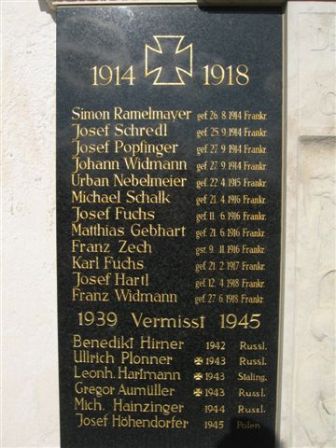 1914 1918
Simon Ramelmayer gef. 26. 8. 1914 Frankr.
Josef Schredl gef. 25. 9. 1914 Frankr.
Josef Popfinger gef. 27. 9. 1914 Frankr.
Johann Widmann gef. 27. 9. 1914 Frankr.
Urban Nebelmeier gef. 22. 4. 1915 Frankr.
Michael Schalk gef. 21. 4. 1916 Frankr.
Josef Fuchs gef. 11. 6. 1916 Frankr.
Matthias Gebhart gef. 21. 6. 1916 Frankr.
Franz Zech gst. 9. 11. 1916 Frankr.
Karl Fuchs gef. 21. 2. 1917 Frankr.
Josef Hartl gef. 12. 4. 1918 Frankr.
Franz Widmann gef. 27. 6. 1918 Frankr.
1939 Vermisst 1945
Benedikt Hirner 1942 Russl.
Ullrich Plonner ✠ 1943 Russl.
Leonh. Hartmann ✠ 1943 Staling.
Gregor Aumüller ✠ 1943 Russl.
Mich. Hainzinger 1944 Russl.
Josef Höhendorfer 1945 Polen